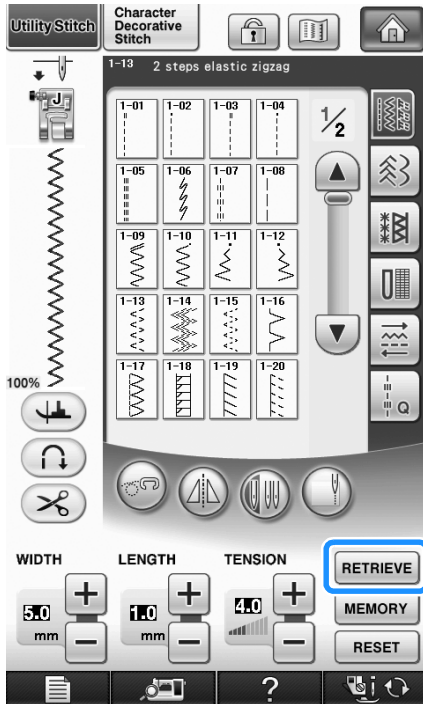 Utility Stitch
Character
Decorative
Stitch
1-13 2 steps elastic zigzag
J
1-01 1-02 1-03 1-04
1/2
1-05 1-06 1-07 1-08
1-09 1-10 1-11 1-12
1-13 1-14 1-15 1-16
1-17 1-18 1-19 1-20
100%
Q
WIDTH LENGTH TENSION
RETRIEVE
5.0 mm + −
1.0 mm + −
4.0 + −
MEMORY
RESET
?